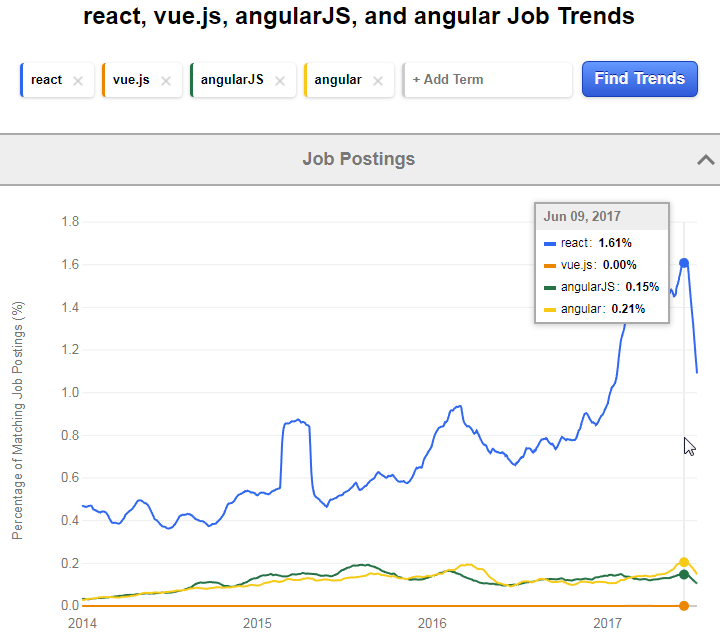 react, vue.js, angularJS, and angular Job Trends
react × vue.js × angularJS × angular × + Add Term Find Trends
Job Postings
Percentage of Matching Job Postings (%)
1.8
1.6
1.4
1.2
1.0
0.8
0.6
0.4
0.2
0.0
Jun 09, 2017
react: 1.61%
vue.js: 0.00%
angularJS: 0.15%
angular: 0.21%
2014 2015 2016 2017